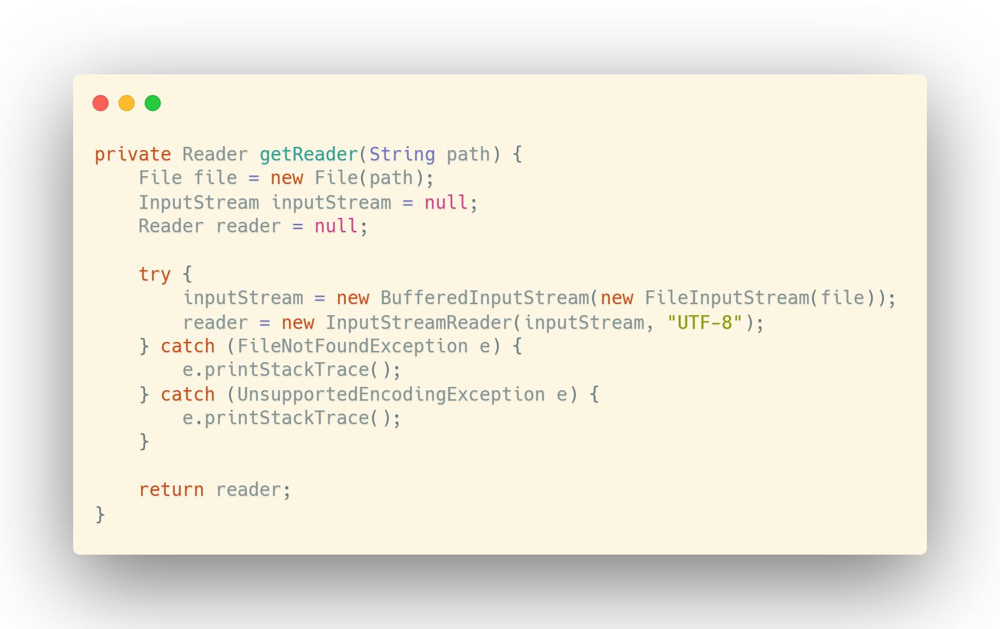 private Reader getReader(String path) {
    File file = new File(path);
    InputStream inputStream = null;
    Reader reader = null;

    try {
        inputStream = new BufferedInputStream(new FileInputStream(file));
        reader = new InputStreamReader(inputStream, "UTF-8");
    } catch (FileNotFoundException e) {
        e.printStackTrace();
    } catch (UnsupportedEncodingException e) {
        e.printStackTrace();
    }

    return reader;
}